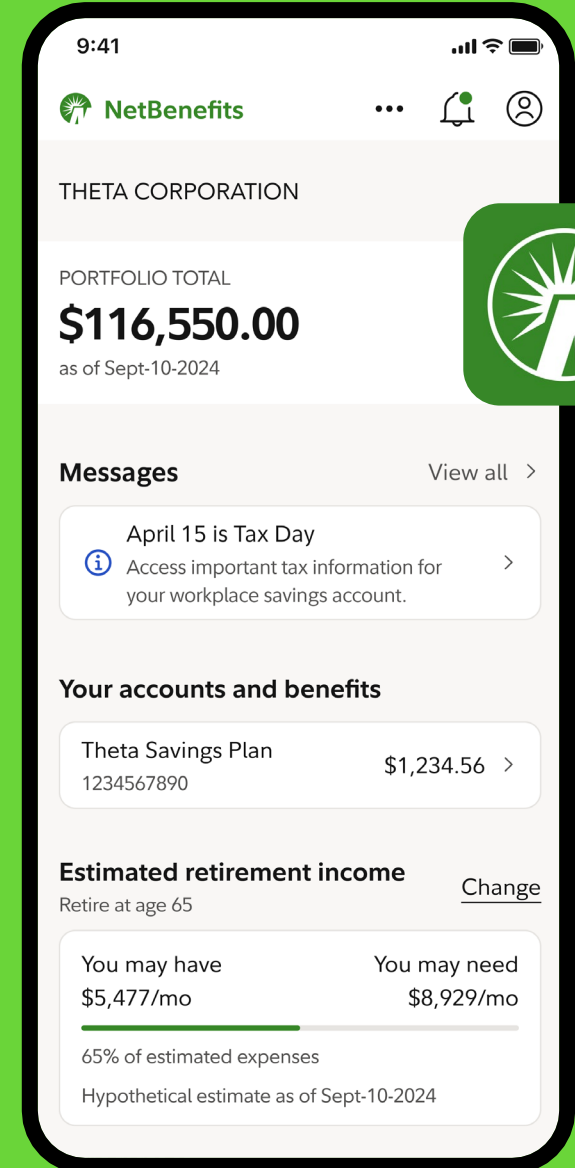 9:41
NetBenefits
THETA CORPORATION
PORTFOLIO TOTAL
$116,550.00
as of Sept-10-2024
Messages
View all
April 15 is Tax Day
Access important tax information for
your workplace savings account.
Your accounts and benefits
Theta Savings Plan
$1,234.56
1234567890
Estimated retirement income
Retire at age 65
Change
You may have
You may need
$5,477/mo
$8,929/mo
65% of estimated expenses
Hypothetical estimate as of Sept-10-2024